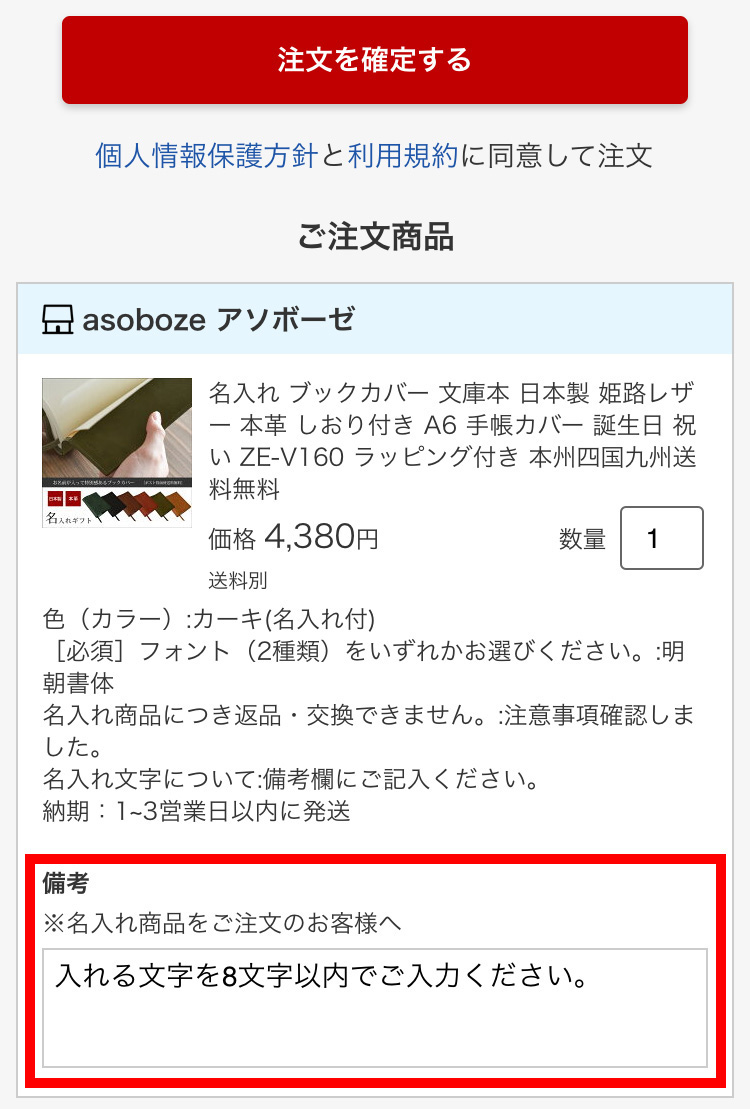 注文を確定する
個人情報保護方針と利用規約に同意して注文
ご注文商品
asoboze アソボーゼ
名入れ ブックカバー 文庫本 日本製 姫路レザ
ー 本革 しおり付き A6 手帳カバー 誕生日 祝
い ZE-V160 ラッピング付き 本州四国九州送
料無料
日本製 本革
名入れギフト
価格 4,380円 数量 1
送料別
色（カラー）:カーキ(名入れ付)
［必須］フォント（2種類）をいずれかお選びください。:明
朝書体
名入れ商品につき返品・交換できません。:注意事項確認しま
した。
名入れ文字について:備考欄にご記入ください。
納期：1~3営業日以内に発送
備考
※名入れ商品をご注文のお客様へ
入れる文字を8文字以内でご入力ください。